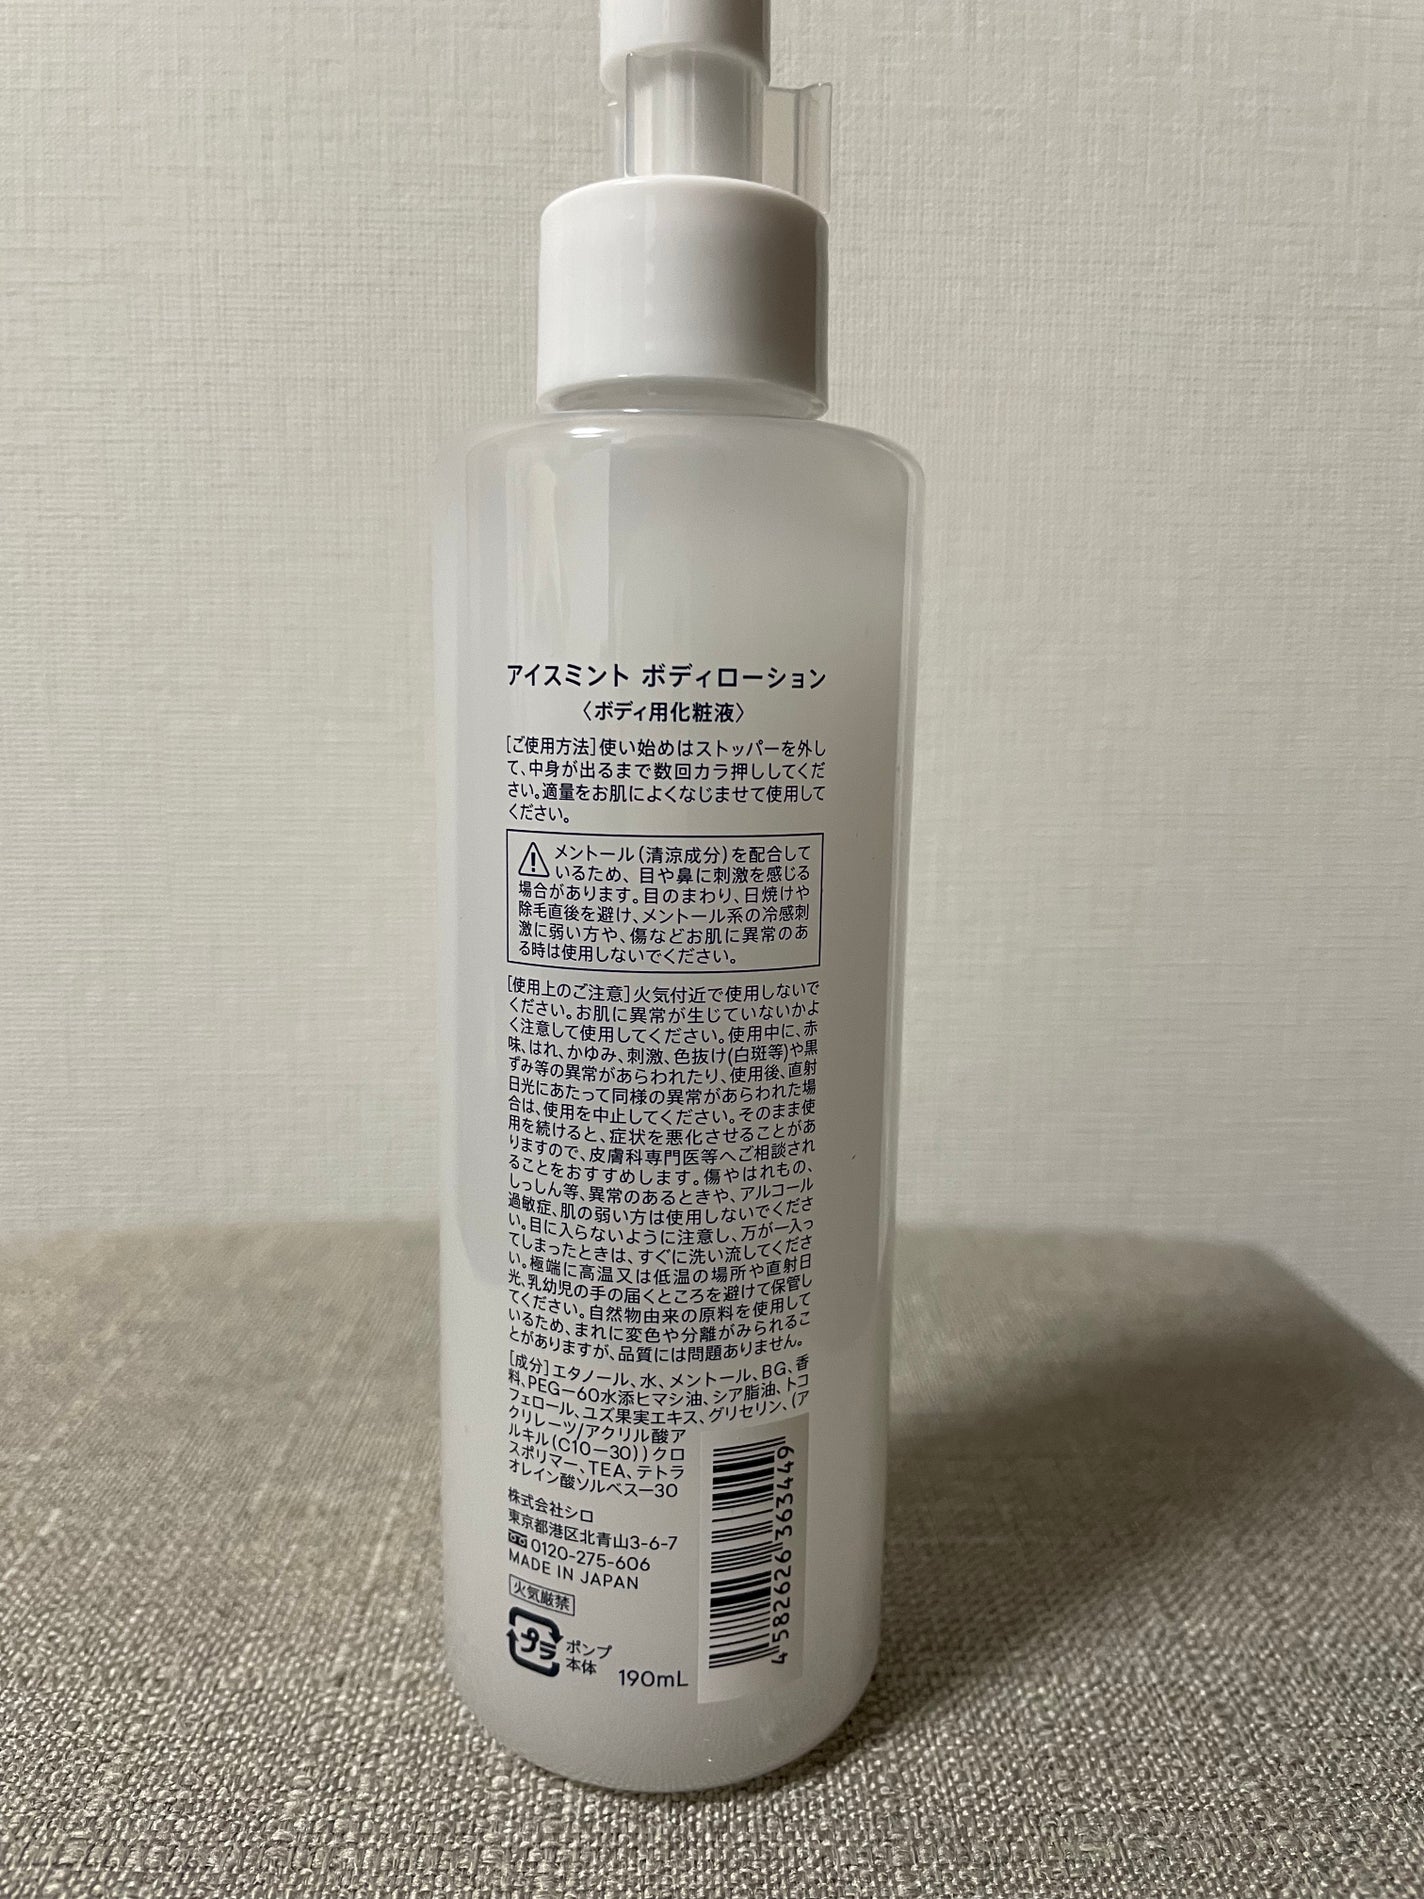 アイスミント ボディローション
〈ボディ用化粧液〉
[ご使用方法]使い始めはストッパーを外し
て、中身が出るまで数回カラ押ししてくだ
さい。適量をお肌によくなじませて使用して
ください。
メントール(清涼成分)を配合して
いるため、目や鼻に刺激を感じる
場合があります。目のまわり、日焼けや
除毛直後を避け、メントール系の冷感刺
激に弱い方や、傷などお肌に異常のあ
る時は使用しないでください。
[使用上のご注意]火気付近で使用しないで
ください。お肌に異常が生じていないかよ
く注意して使用してください。使用中に、赤
味、はれ、かゆみ、刺激、色抜け(白斑等)や黒
ずみ等の異常があらわれたり、使用後、直射
日光にあたって同様の異常があらわれた場
合は、使用を中止してください。そのまま使
用を続けると、症状を悪化させることがあ
りますので、皮膚科専門医等へご相談され
ることをおすすめします。傷やはれもの、
しっしん等、異常のあるときや、アルコール
過敏症、肌の弱い方は使用しないでくださ
い。目に入らないように注意し、万が一入っ
てしまったときは、すぐに洗い流してくださ
い。極端に高温又は低温の場所や直射日
光、乳幼児の手の届くところを避けて保管し
てください。自然物由来の原料を使用して
いるため、まれに変色や分離がみられるこ
とがありますが、品質には問題ありません。
[成分]エタノール、水、メントール、BG、香
料、PEG-60水添ヒマシ油、シア脂油、トコ
フェロール、ユズ果実エキス、グリセリン、(ア
クリレーツ/アクリル酸ア
ルキル(C10-30))クロ
スポリマー、TEA、テトラ
オレイン酸ソルベス-30
株式会社シロ
東京都港区北青山3-6-7
0120-275-606
MADE IN JAPAN
火気厳禁
プラ
ポンプ
本体
190mL
4582626363449